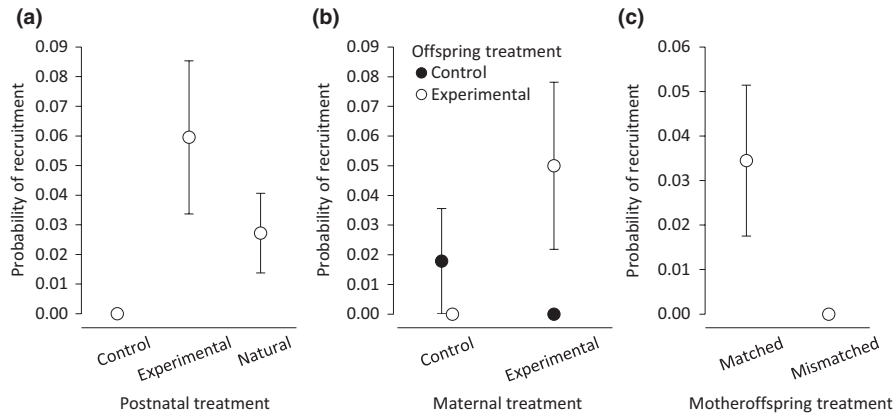 (a)
Probability of recruitment
0.09
0.08
0.07
0.06
0.05
0.04
0.03
0.02
0.01
0.00
Control
Experimental
Natural
Postnatal treatment
(b)
Probability of recruitment
0.09
0.08
0.07
0.06
0.05
0.04
0.03
0.02
0.01
0.00
Offspring treatment
Control
Experimental
Control
Experimental
Maternal treatment
(c)
Probability of recruitment
0.06
0.05
0.04
0.03
0.02
0.01
0.00
Matched
Mismatched
Motheroffspring treatment